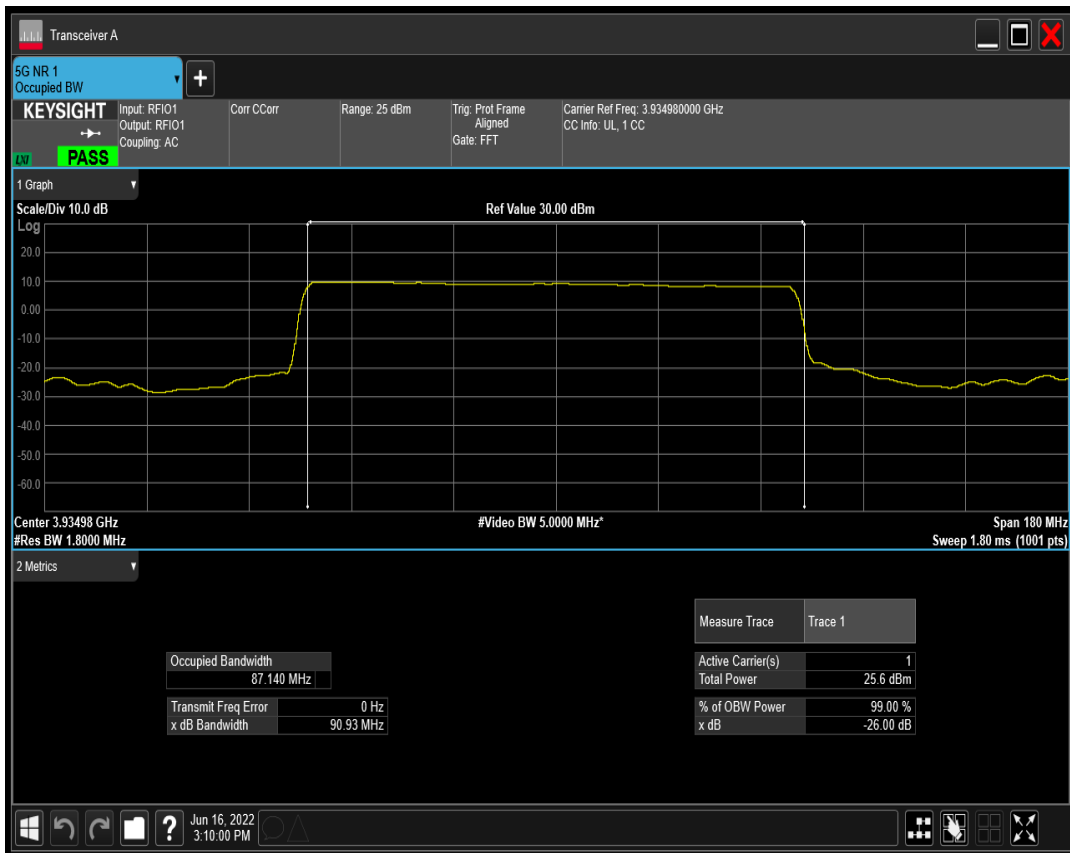 Transceiver A
5G NR 1
Occupied BW
+
KEYSIGHT
LXI
PASS
Input: RFIO1
Output: RFIO1
Coupling: AC
Corr CCorr
Range: 25 dBm
Trig: Prot Frame
Aligned
Gate: FFT
Carrier Ref Freq: 3.934980000 GHz
CC Info: UL, 1 CC
1 Graph
Scale/Div 10.0 dB
Ref Value 30.00 dBm
Log
20.0
10.0
0.00
-10.0
-20.0
-30.0
-40.0
-50.0
-60.0
Center 3.93498 GHz
#Video BW 5.0000 MHz*
Span 180 MHz
#Res BW 1.8000 MHz
Sweep 1.80 ms (1001 pts)
2 Metrics
Measure Trace Trace 1
Occupied Bandwidth
87.140 MHz
Active Carrier(s) 1
Total Power 25.6 dBm
Transmit Freq Error 0 Hz
x dB Bandwidth 90.93 MHz
% of OBW Power 99.00 %
x dB -26.00 dB
?
Jun 16, 2022
3:10:00 PM